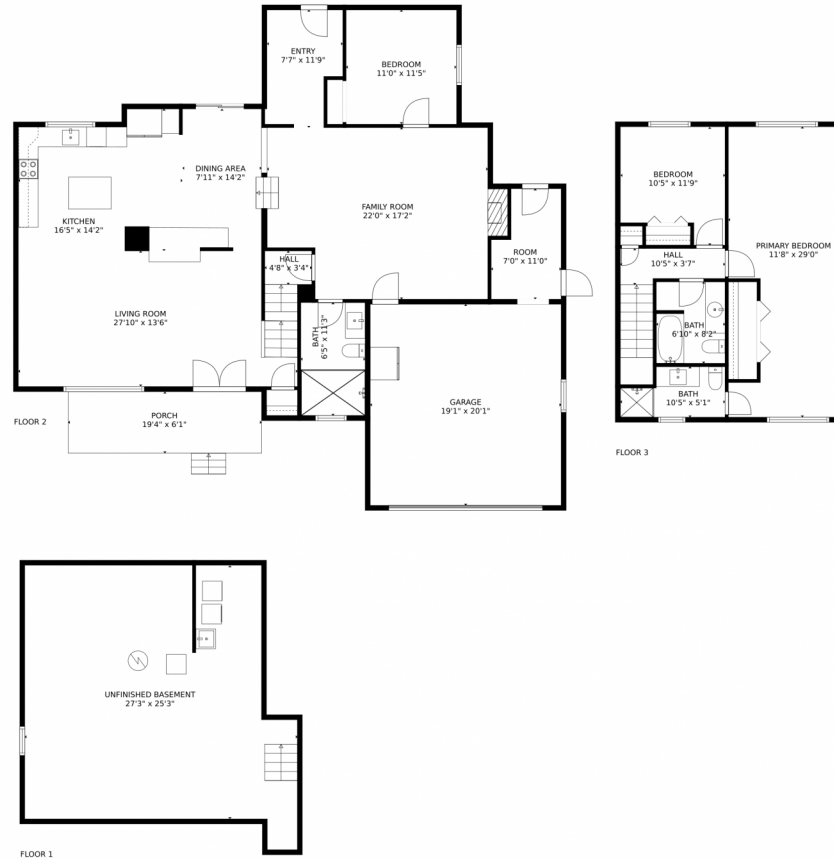 ENTRY
7'7" x 11'9"
BEDROOM
11'0" x 11'5"
DINING AREA
7'11" x 14'2"
KITCHEN
16'5" x 14'2"
FAMILY ROOM
22'0" x 17'2"
ROOM
7'0" x 11'0"
HALL
4'8" x 3'4"
LIVING ROOM
27'10" x 13'6"
BATH
6'5" x 11'3"
GARAGE
19'1" x 20'1"
PORCH
19'4" x 6'1"
FLOOR 2
BEDROOM
10'5" x 11'9"
PRIMARY BEDROOM
11'8" x 29'0"
HALL
10'5" x 3'7"
BATH
6'10" x 8'2"
BATH
10'5" x 5'1"
FLOOR 3
UNFINISHED BASEMENT
27'3" x 25'3"
FLOOR 1